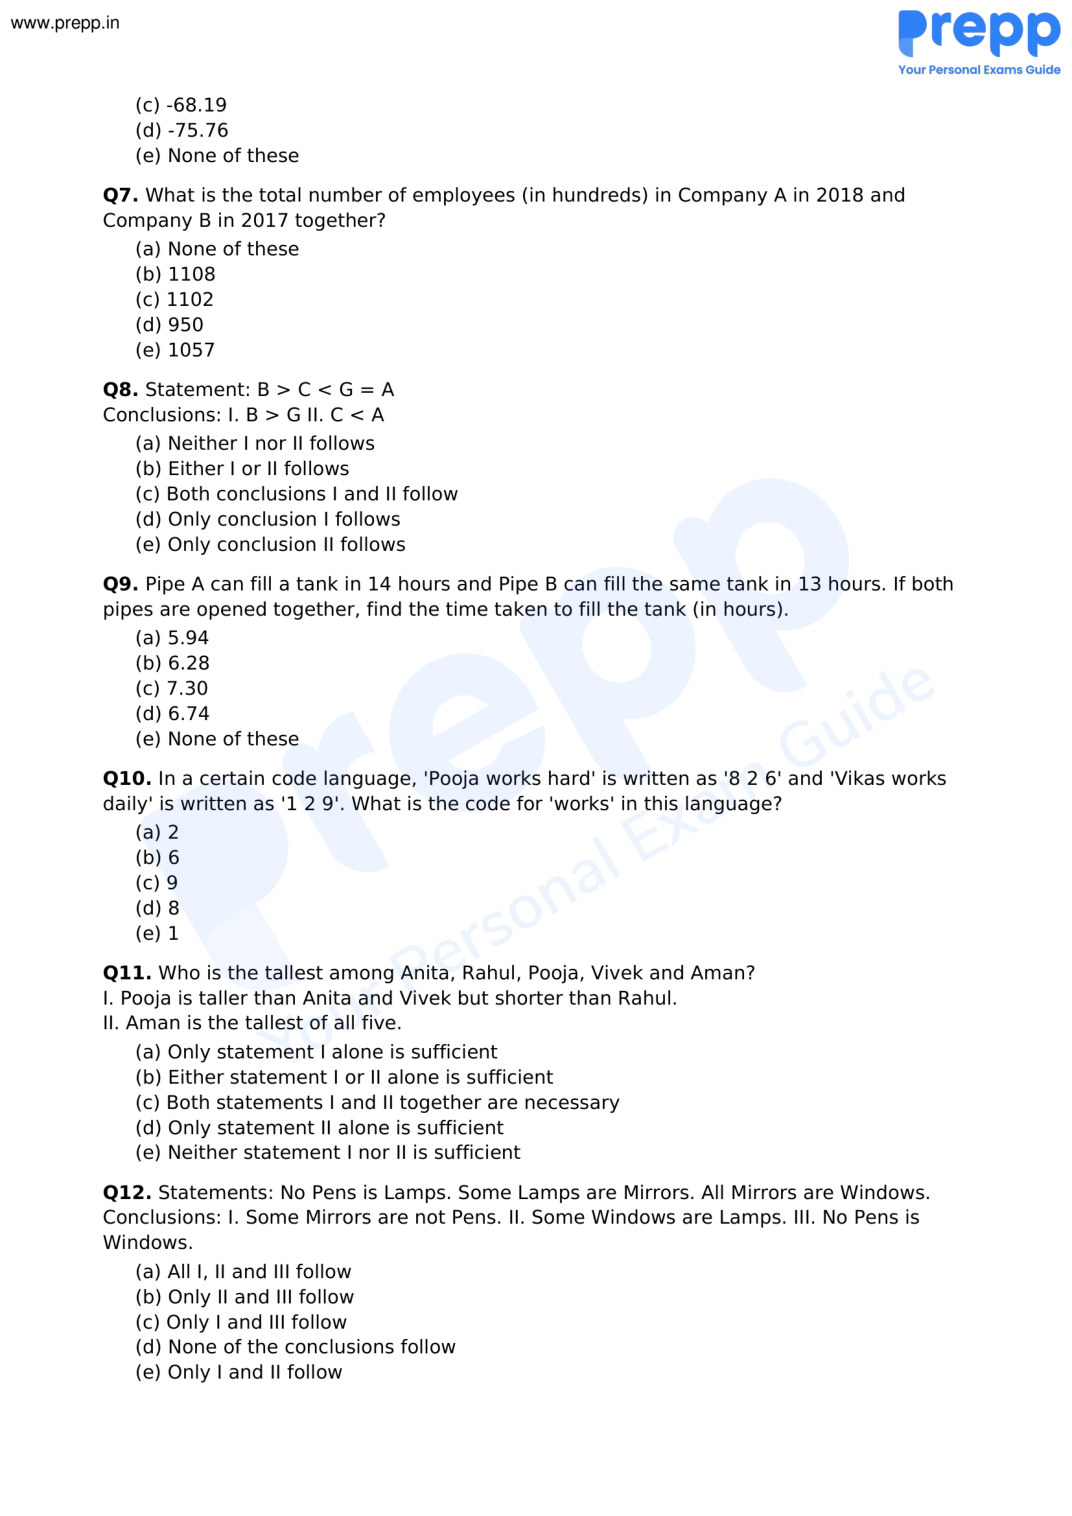 www.prepp.in
Prepp
Your Personal Exams Guide
(c) -68.19
(d) -75.76
(e) None of these
Q7. What is the total number of employees (in hundreds) in Company A in 2018 and
Company B in 2017 together?
(a) None of these
(b) 1108
(c) 1102
(d) 950
(e) 1057
Q8. Statement: B > C < G = A
Conclusions: I. B > G II. C < A
(a) Neither I nor II follows
(b) Either I or II follows
(c) Both conclusions I and II follow
(d) Only conclusion I follows
(e) Only conclusion II follows
Q9. Pipe A can fill a tank in 14 hours and Pipe B can fill the same tank in 13 hours. If both
pipes are opened together, find the time taken to fill the tank (in hours).
(a) 5.94
(b) 6.28
(c) 7.30
(d) 6.74
(e) None of these
Q10. In a certain code language, 'Pooja works hard' is written as '8 2 6' and 'Vikas works
daily' is written as '1 2 9'. What is the code for 'works' in this language?
(a) 2
(b) 6
(c) 9
(d) 8
(e) 1
Q11. Who is the tallest among Anita, Rahul, Pooja, Vivek and Aman?
I. Pooja is taller than Anita and Vivek but shorter than Rahul.
II. Aman is the tallest of all five.
(a) Only statement I alone is sufficient
(b) Either statement I or II alone is sufficient
(c) Both statements I and II together are necessary
(d) Only statement II alone is sufficient
(e) Neither statement I nor II is sufficient
Q12. Statements: No Pens is Lamps. Some Lamps are Mirrors. All Mirrors are Windows.
Conclusions: I. Some Mirrors are not Pens. II. Some Windows are Lamps. III. No Pens is
Windows.
(a) All I, II and III follow
(b) Only II and III follow
(c) Only I and III follow
(d) None of the conclusions follow
(e) Only I and II follow
Prepp
Your Personal Exam Guide